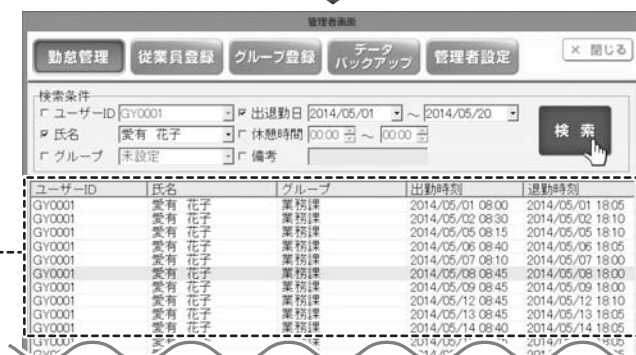 管理者画面
勤怠管理 従業員登録 グループ登録 データバックアップ 管理者設定 × 閉じる
検索条件
ユーザーID GY0001 出退勤日 2014/05/01 ~ 2014/05/20
氏名 愛有 花子 休憩時間 00:00 ~ 00:00 検索
グループ 未設定 備考
ユーザーID 氏名 グループ 出勤時刻 退勤時刻
GY0001 愛有 花子 業務課 2014/05/01 08:00 2014/05/01 18:05
GY0001 愛有 花子 業務課 2014/05/02 08:30 2014/05/02 18:10
GY0001 愛有 花子 業務課 2014/05/05 08:15 2014/05/05 18:10
GY0001 愛有 花子 業務課 2014/05/06 08:40 2014/05/06 18:05
GY0001 愛有 花子 業務課 2014/05/07 08:10 2014/05/07 18:00
GY0001 愛有 花子 業務課 2014/05/08 08:45 2014/05/08 18:00
GY0001 愛有 花子 業務課 2014/05/09 08:45 2014/05/09 18:00
GY0001 愛有 花子 業務課 2014/05/12 08:45 2014/05/12 18:10
GY0001 愛有 花子 業務課 2014/05/13 08:45 2014/05/13 18:05
GY0001 愛有 花子 業務課 2014/05/14 08:40 2014/05/14 18:05
GY0001 愛有 花子 業務課